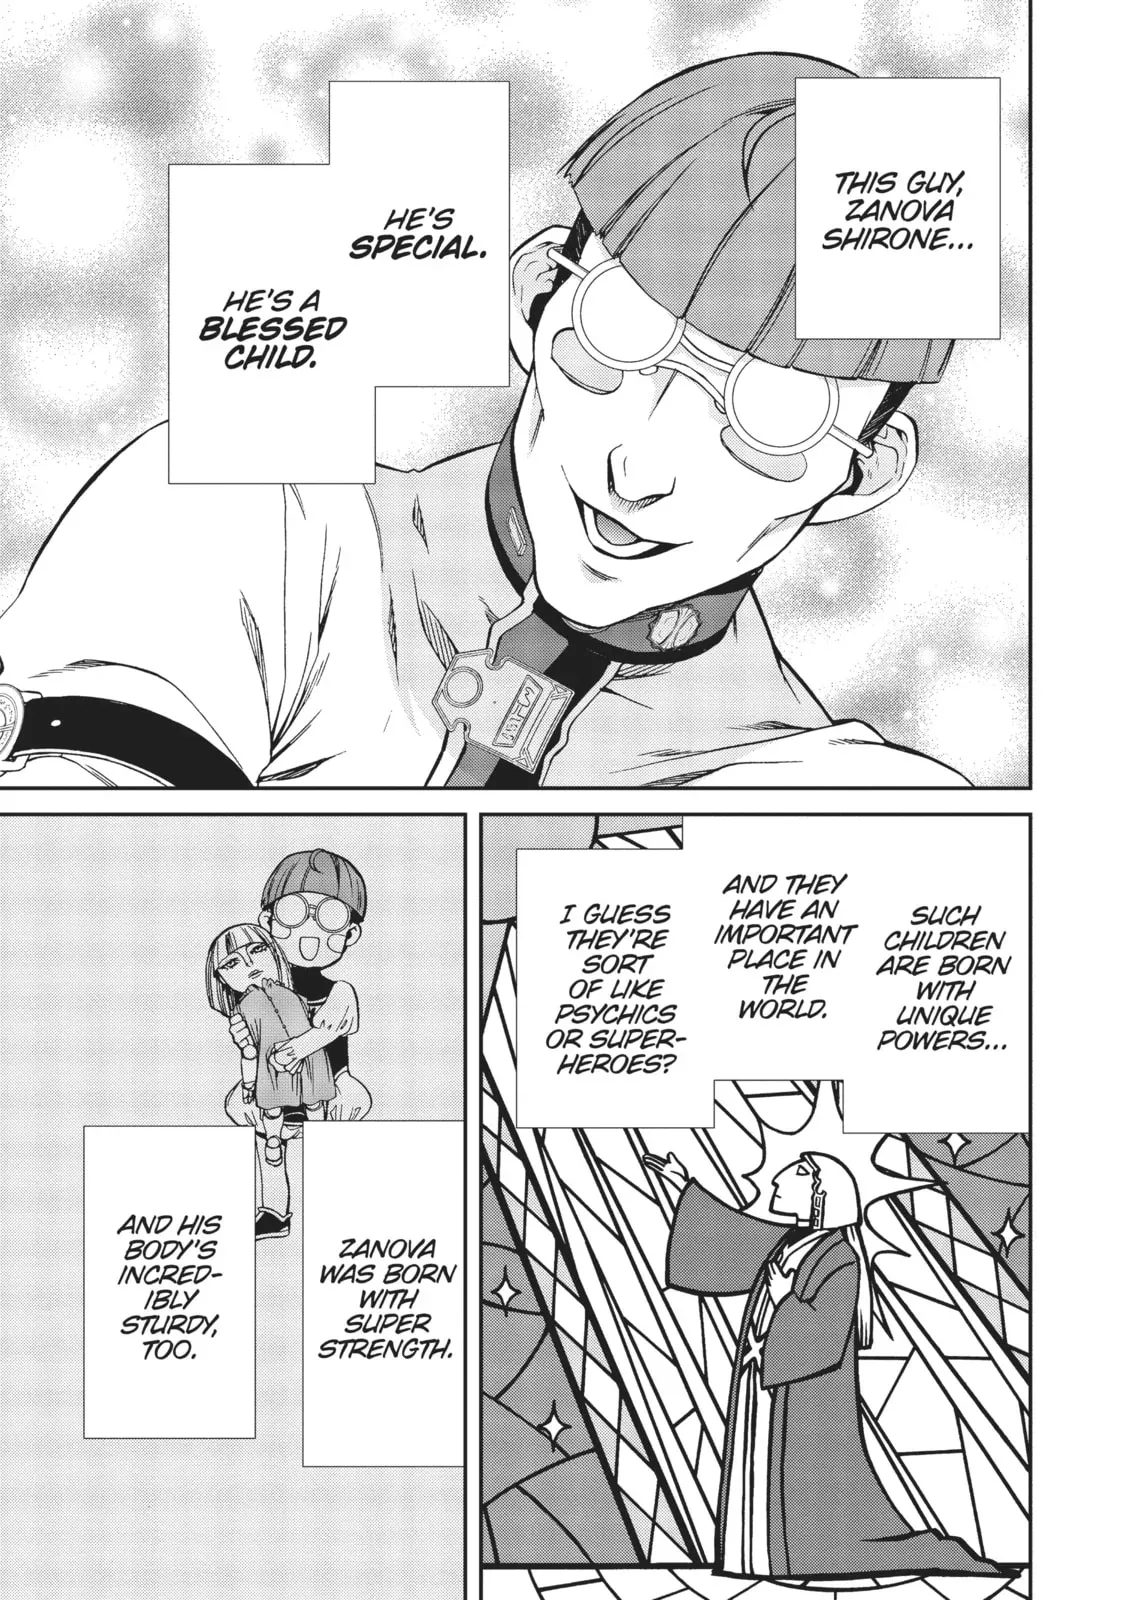 THIS GUY,
ZANOVA
SHIRONE...
HE'S
SPECIAL.
HE'S A
BLESSED
CHILD.
SUCH
CHILDREN
ARE BORN
WITH
UNIQUE
POWERS...
AND THEY
HAVE AN
IMPORTANT
PLACE IN
THE
WORLD.
I GUESS
THEY'RE
SORT
OF LIKE
PSYCHICS
OR SUPER-
HEROES?
ZANOVA
WAS BORN
WITH
SUPER
STRENGTH.
AND HIS
BODY'S
INCRED-
IBLY
STURDY,
TOO.